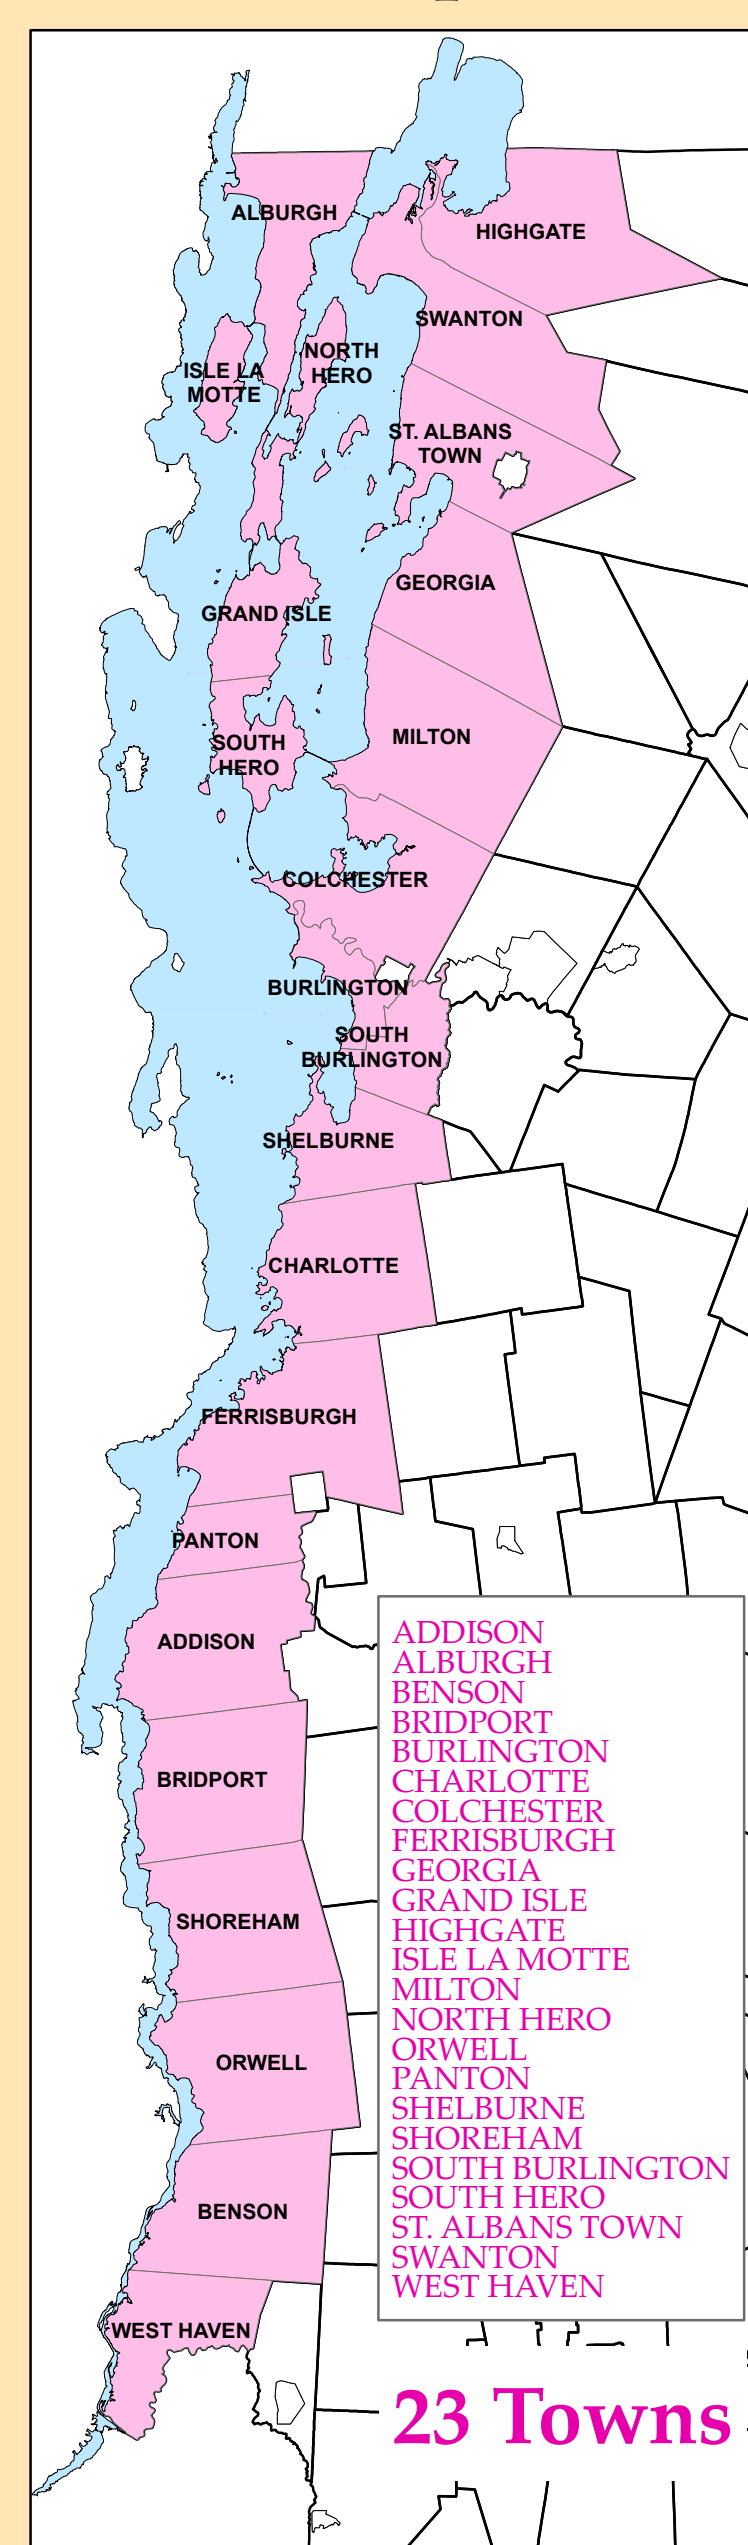 ALBURGH
HIGHGATE
SWANTON
NORTH
HERO
ISLE LA
MOTTE
ST. ALBANS
TOWN
GEORGIA
GRAND ISLE
MILTON
SOUTH
HERO
COLCHESTER
BURLINGTON
SOUTH
BURLINGTON
SHELBURNE
CHARLOTTE
FERRISBURGH
PANTON
ADDISON
BRIDPORT
SHOREHAM
ORWELL
BENSON
WEST HAVEN
ADDISON
ALBURGH
BENSON
BRIDPORT
BURLINGTON
CHARLOTTE
COLCHESTER
FERRISBURGH
GEORGIA
GRAND ISLE
HIGHGATE
ISLE LA MOTTE
MILTON
NORTH HERO
ORWELL
PANTON
SHELBURNE
SHOREHAM
SOUTH BURLINGTON
SOUTH HERO
ST. ALBANS TOWN
SWANTON
WEST HAVEN
23 Towns